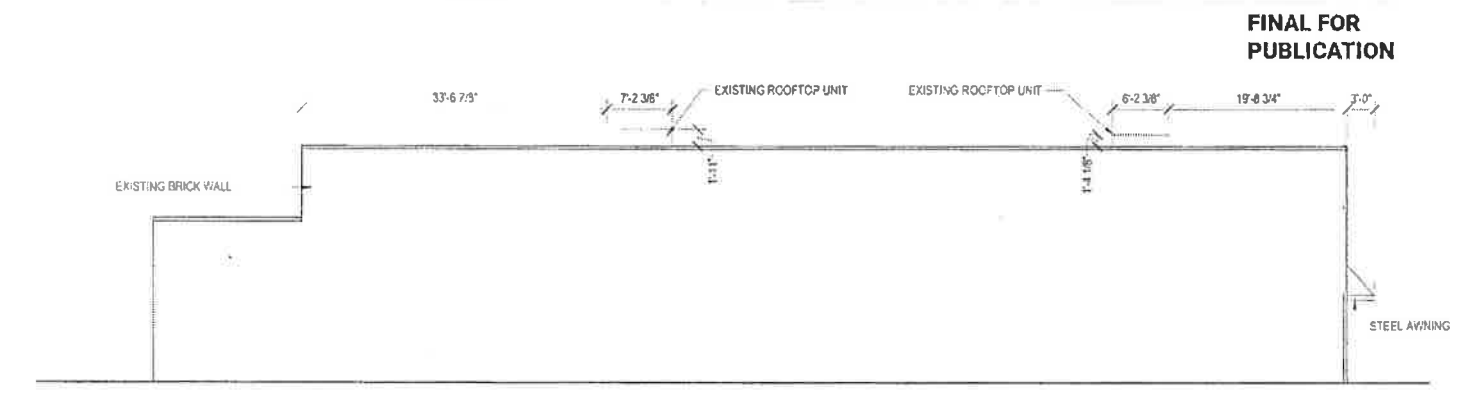 FINAL FOR
PUBLICATION
33'-6 7/8"
7'-2 3/8"
EXISTING ROOFTOP UNIT
EXISTING ROOFTOP UNIT
6'-2 3/8"
19'-8 3/4"
3'-0"
1'-11"
1'-4 1/8"
EXISTING BRICK WALL
STEEL AWNING